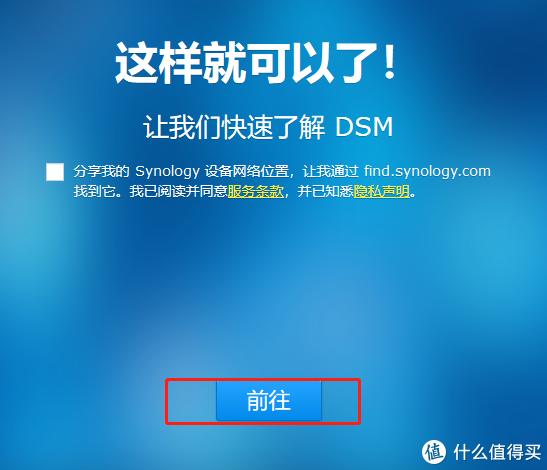 这样就可以了！
让我们快速了解 DSM
分享我的 Synology 设备网络位置，让我通过 find.synology.com
找到它。我已阅读并同意服务条款，并已知悉隐私声明。
前往
值 什么值得买